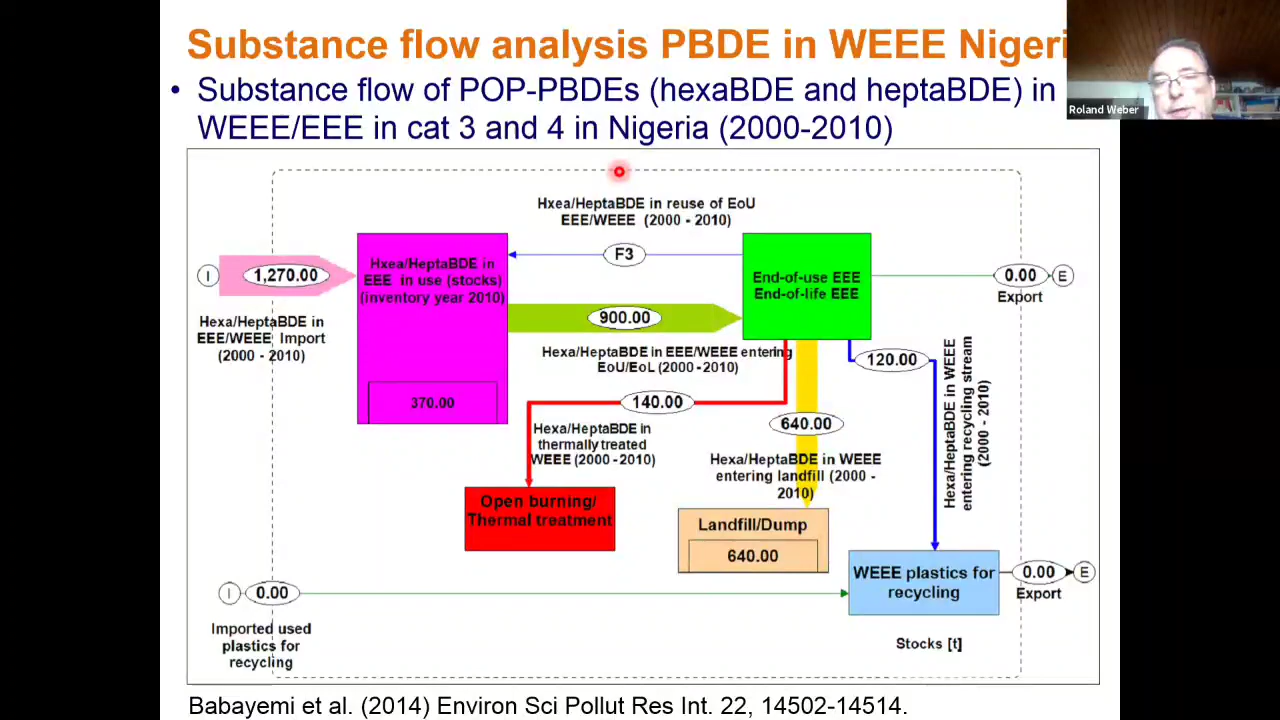 Substance flow analysis PBDE in WEEE Nigeri
Roland Weber
• Substance flow of POP-PBDEs (hexaBDE and heptaBDE) in
WEEE/EEE in cat 3 and 4 in Nigeria (2000-2010)
Hxea/HeptaBDE in reuse of EoU
EEE/WEEE (2000 - 2010)
I
1,270.00
Hexa/HeptaBDE in
EEE/WEEE Import
(2000 - 2010)
Hxea/HeptaBDE in
EEE in use (stocks)
(inventory year 2010)
370.00
F3
End-of-use EEE
End-of-life EEE
0.00
E
Export
900.00
Hexa/HeptaBDE in EEE/WEEE entering
EoU/EoL (2000 - 2010)
120.00
Hexa/HeptaBDE in WEEE
entering recycling stream
(2000 - 2010)
140.00
Hexa/HeptaBDE in
thermally treated
WEEE (2000 - 2010)
640.00
Hexa/HeptaBDE in WEEE
entering landfill (2000 -
2010)
Open burning/
Thermal treatment
Landfill/Dump
640.00
WEEE plastics for
recycling
0.00
E
Export
I
0.00
Imported used
plastics for
recycling
Stocks [t]
Babayemi et al. (2014) Environ Sci Pollut Res Int. 22, 14502-14514.